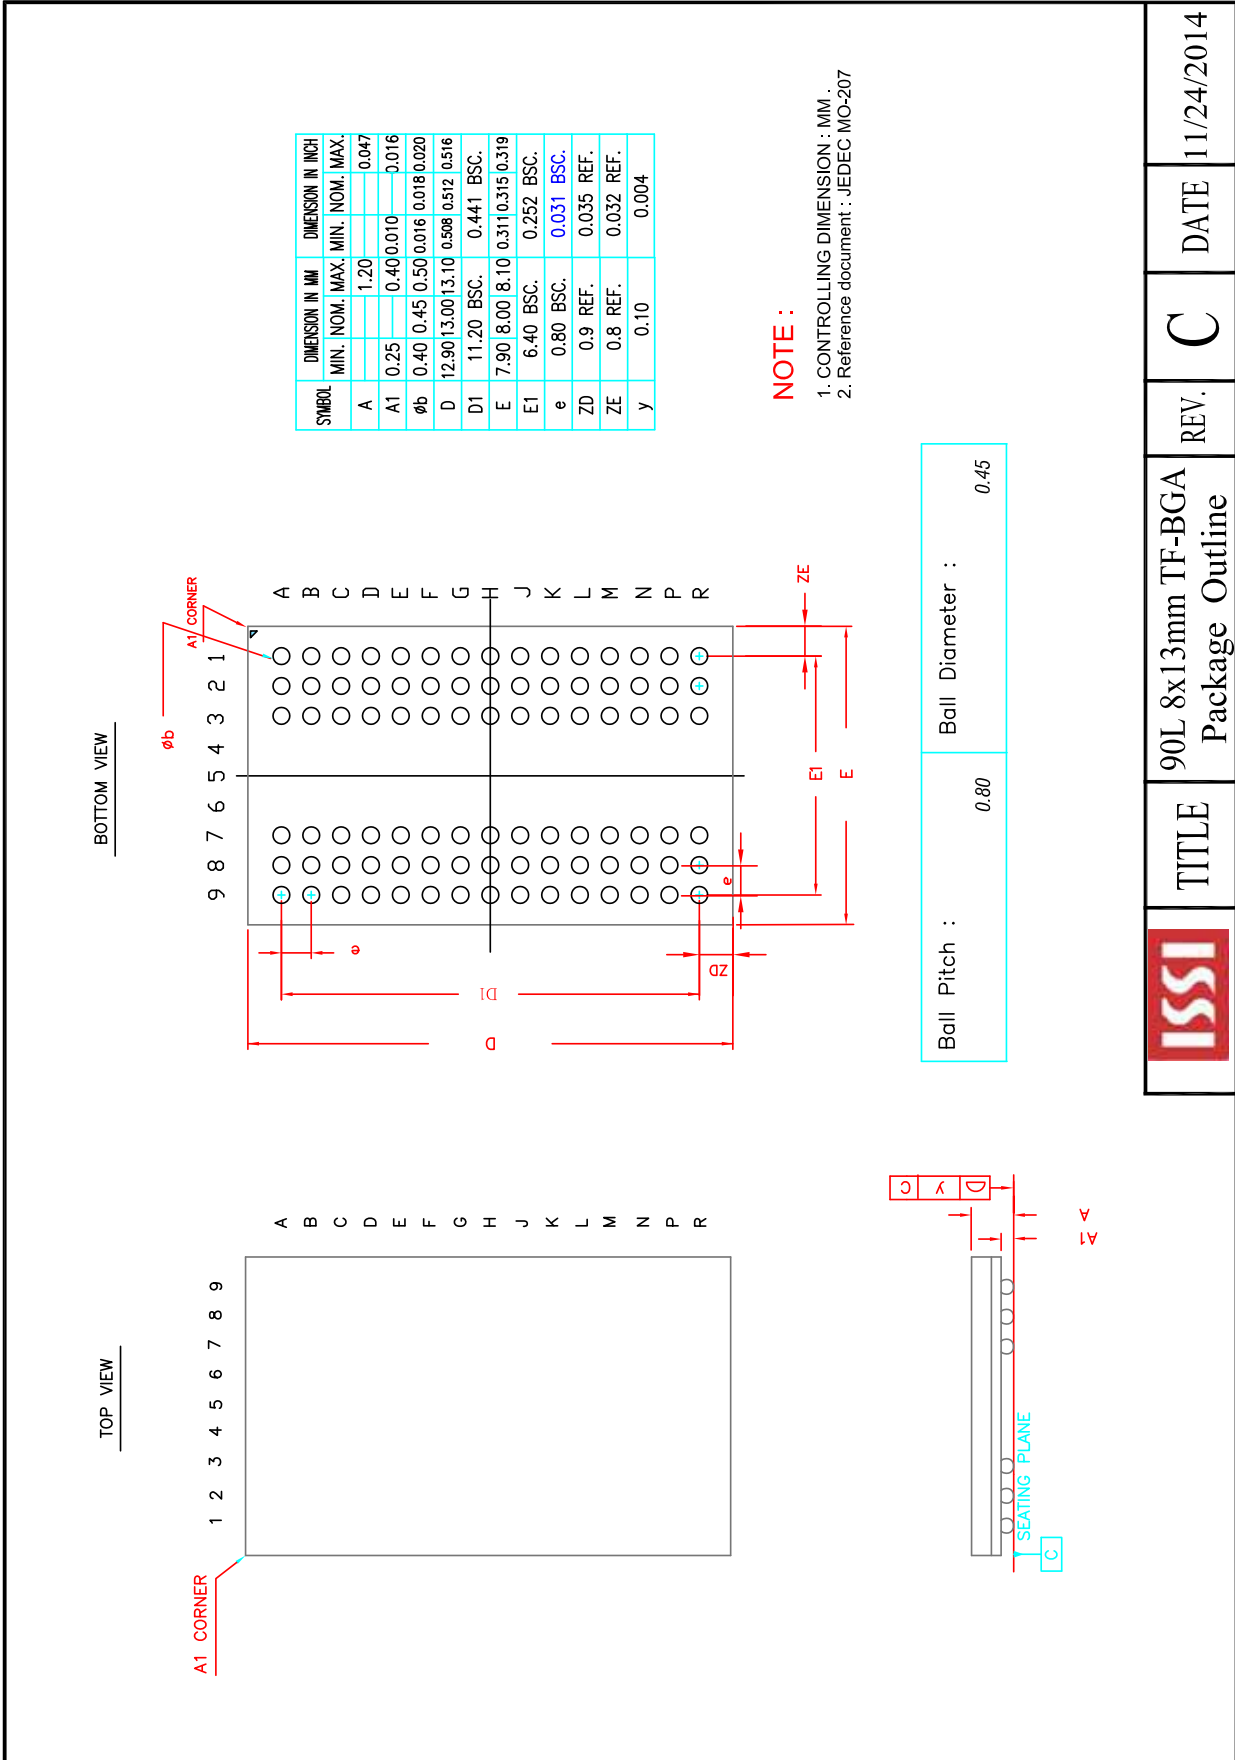 TOP VIEW
A1 CORNER
1 2 3 4 5 6 7 8 9
A
B
C
D
E
F
G
H
J
K
L
M
N
P
R
BOTTOM VIEW
øb
A1 CORNER
9 8 7 6 5 4 3 2 1
A
B
C
D
E
F
G
H
J
K
L
M
N
P
R
e
D1
D
ZD
e
E1
E
ZE
SYMBOL DIMENSION IN MM DIMENSION IN INCH
MIN. NOM. MAX. MIN. NOM. MAX.
A 1.20 0.047
A1 0.25 0.40 0.010 0.016
øb 0.40 0.45 0.50 0.016 0.018 0.020
D 12.90 13.00 13.10 0.508 0.512 0.516
D1 11.20 BSC. 0.441 BSC.
E 7.90 8.00 8.10 0.311 0.315 0.319
E1 6.40 BSC. 0.252 BSC.
e 0.80 BSC. 0.031 BSC.
ZD 0.9 REF. 0.035 REF.
ZE 0.8 REF. 0.032 REF.
y 0.10 0.004
NOTE :
1. CONTROLLING DIMENSION : MM .
2. Reference document : JEDEC MO-207
SEATING PLANE
C
C y D
A
A1
Ball Pitch : 0.80
Ball Diameter : 0.45
ISSI
TITLE
90L 8x13mm TF-BGA
Package Outline
REV.
C
DATE
11/24/2014